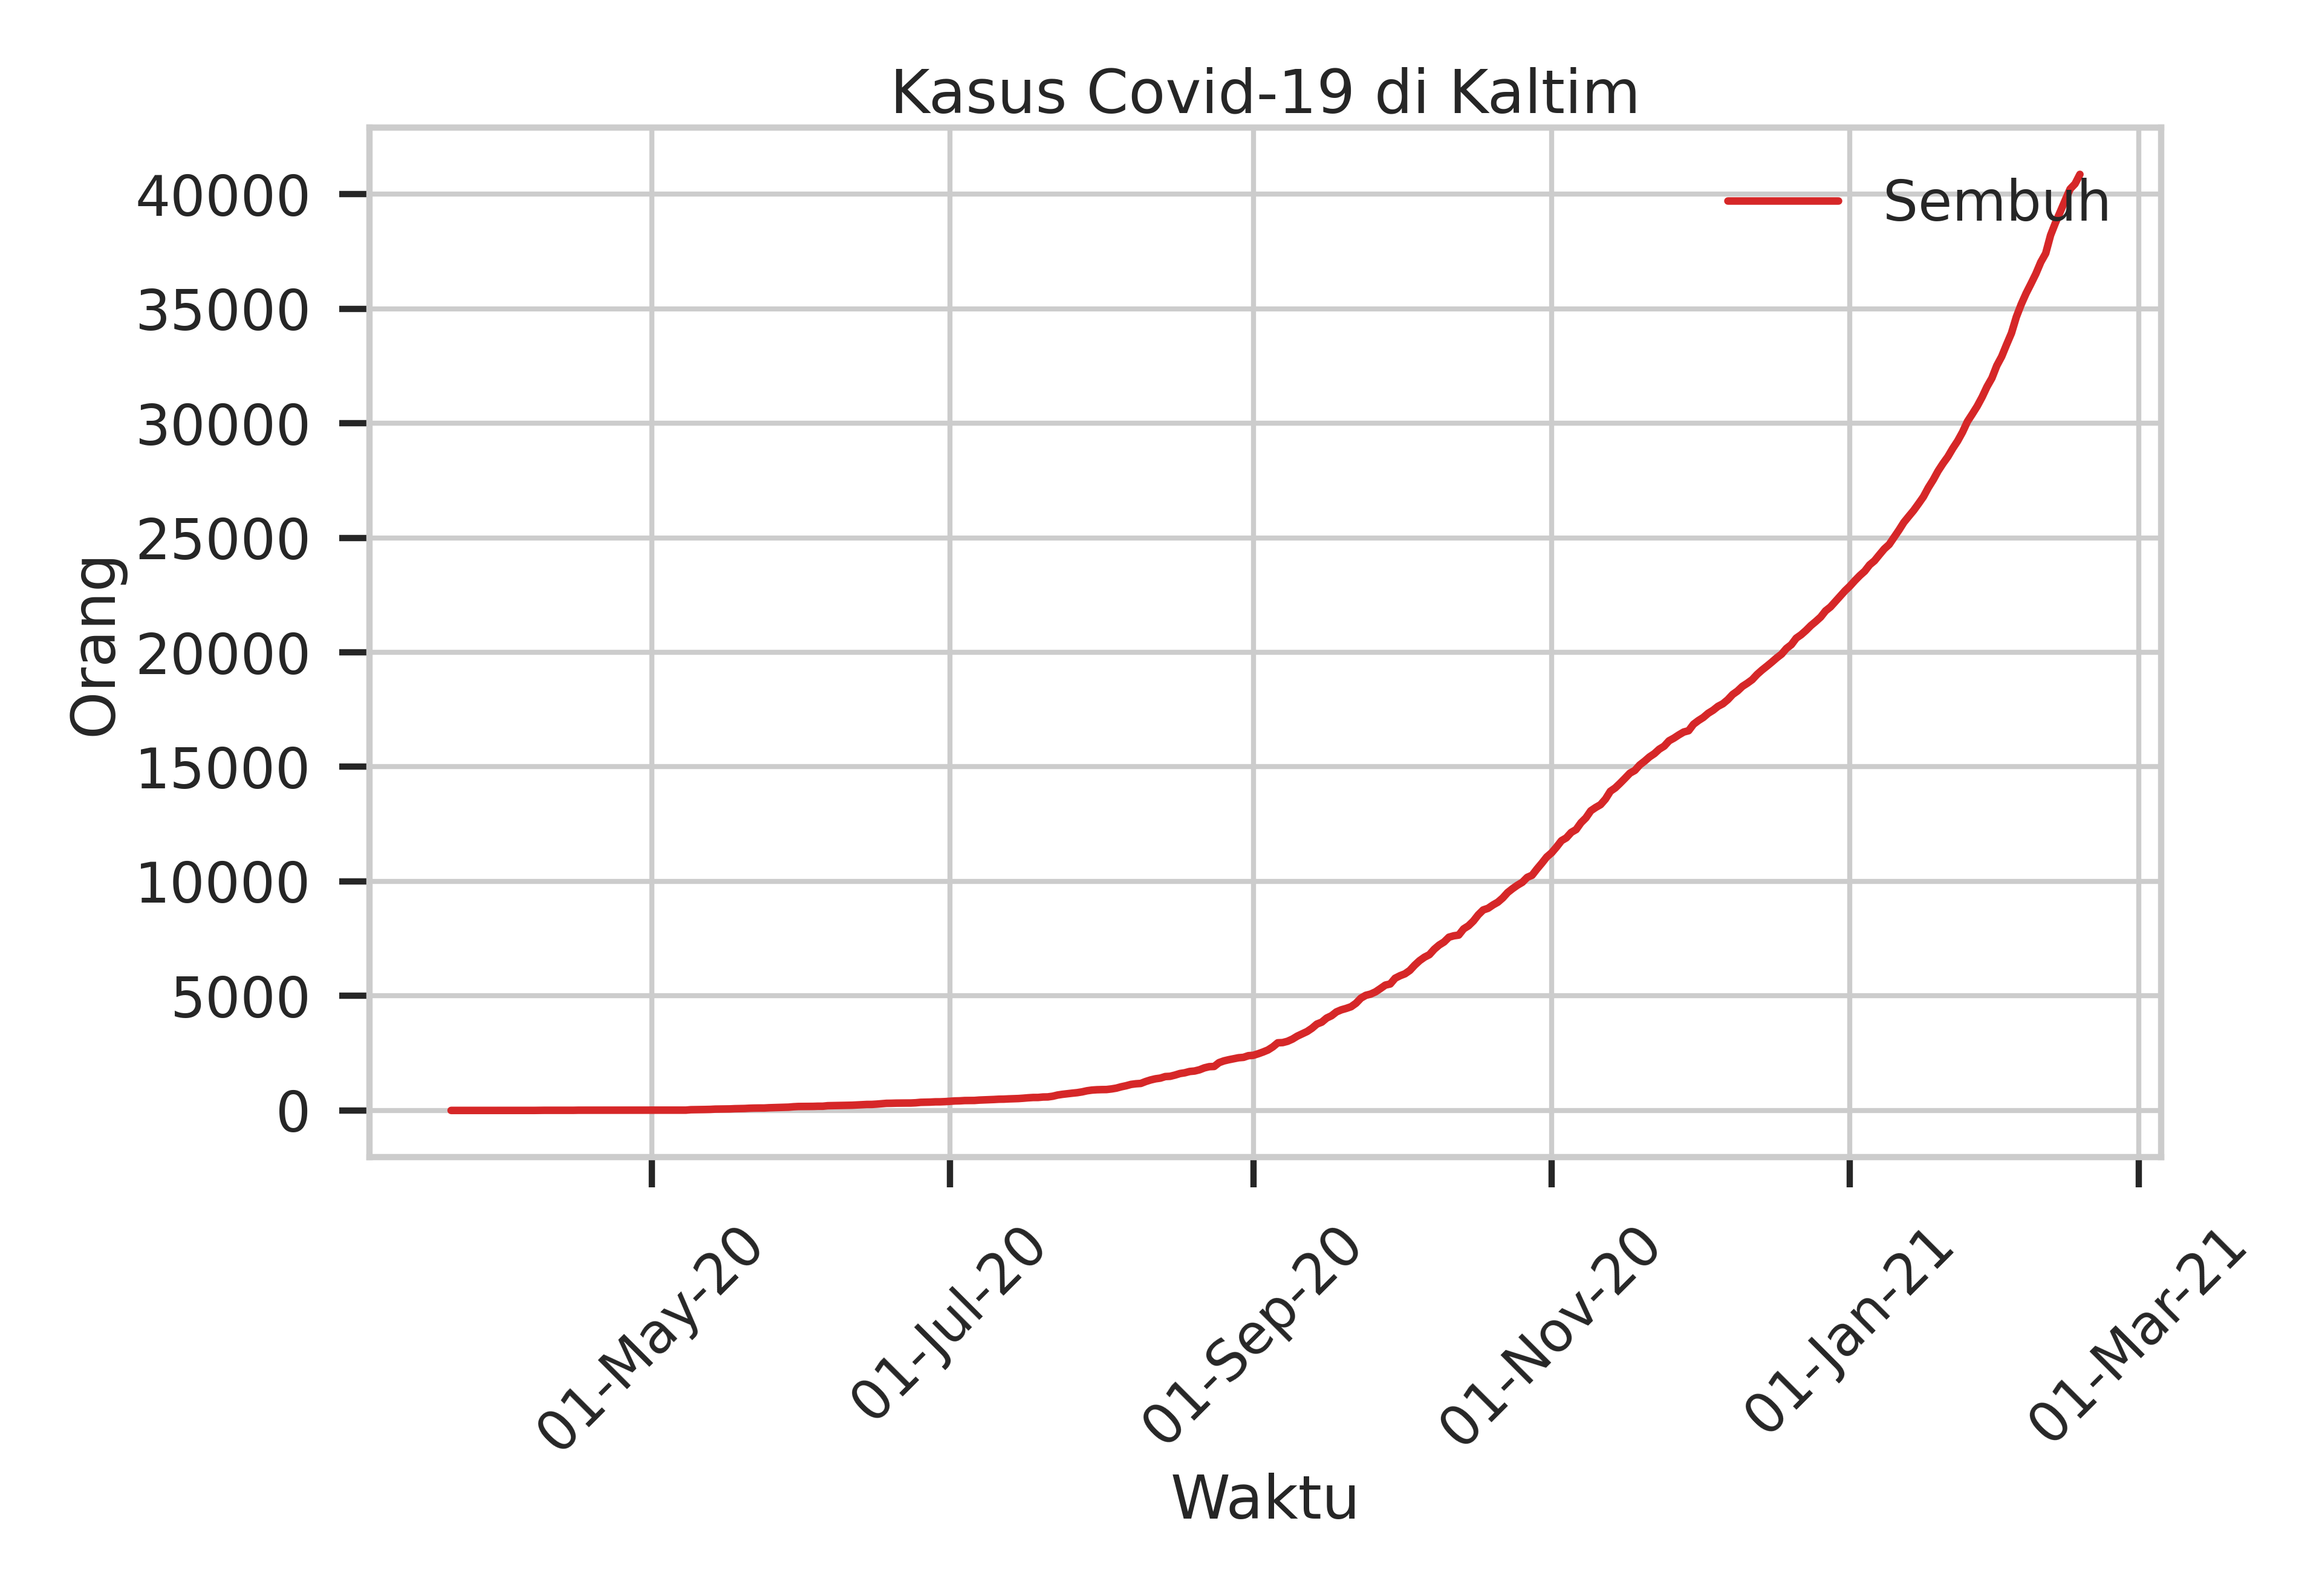 Kasus Covid-19 di Kaltim
Sembuh
Orang
40000
35000
30000
25000
20000
15000
10000
5000
0
01-May-20
01-Jul-20
01-Sep-20
01-Nov-20
01-Jan-21
01-Mar-21
Waktu